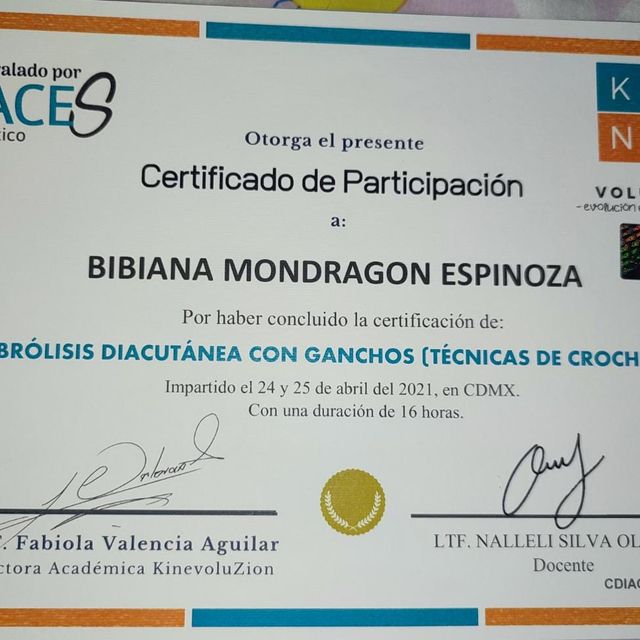 alado por
ACES
ico
Otorga el presente
Certificado de Participación
a:
BIBIANA MONDRAGON ESPINOZA
Por haber concluido la certificación de:
BRÓLISIS DIACUTÁNEA CON GANCHOS (TÉCNICAS DE CROCH
Impartido el 24 y 25 de abril del 2021, en CDMX.
Con una duración de 16 horas.
K
N
VOL
-evolución
. Fabiola Valencia Aguilar
ctora Académica KinevoluZion
LTF. NALLELI SILVA OL
Docente
CDIAC